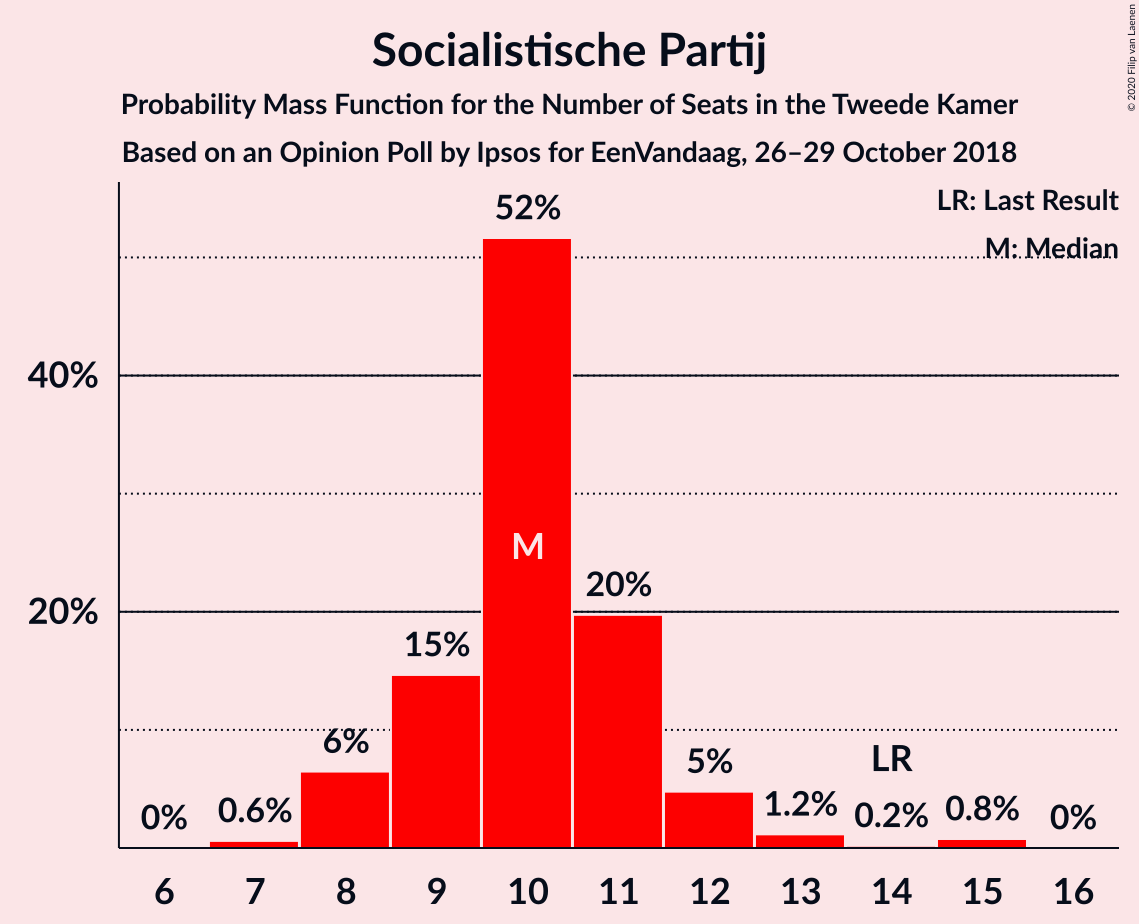 Socialistische Partij
Probability Mass Function for the Number of Seats in the Tweede Kamer
Based on an Opinion Poll by Ipsos for EenVandaag, 26–29 October 2018
© 2020 Filip van Laenen
LR: Last Result
M: Median
40%
20%
0%
0.6%
6%
15%
52%
M
20%
5%
1.2%
LR
0.2%
0.8%
0%
6 7 8 9 10 11 12 13 14 15 16